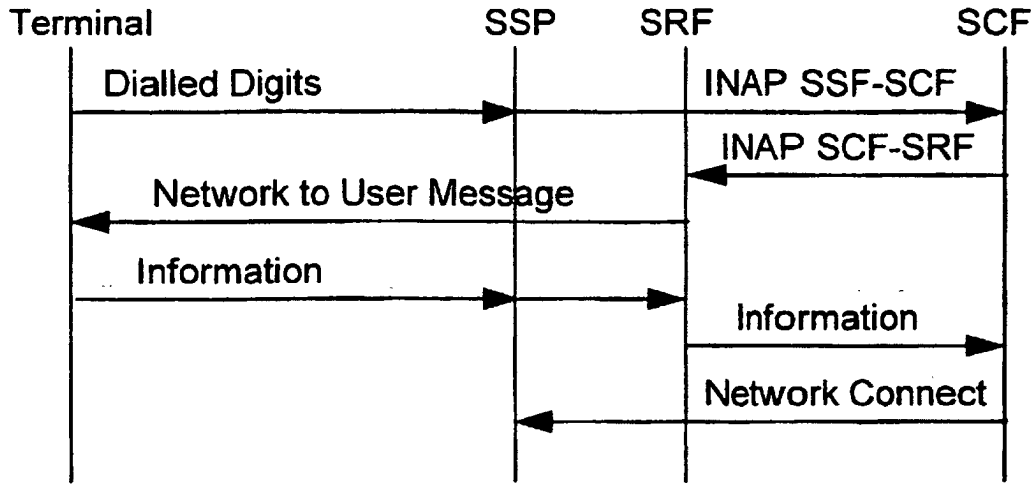 Terminal SSP SRF SCF
Dialled Digits INAP SSF-SCF
INAP SCF-SRF
Network to User Message
Information
Information
Network Connect